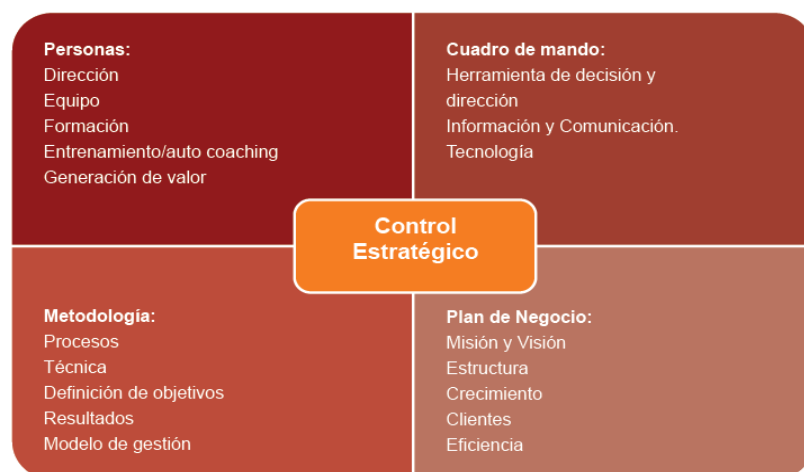 Personas:
Dirección
Equipo
Formación
Entrenamiento/auto coaching
Generación de valor
Cuadro de mando:
Herramienta de decisión y
dirección
Información y Comunicación.
Tecnología
Control
Estratégico
Metodología:
Procesos
Técnica
Definición de objetivos
Resultados
Modelo de gestión
Plan de Negocio:
Misión y Visión
Estructura
Crecimiento
Clientes
Eficiencia